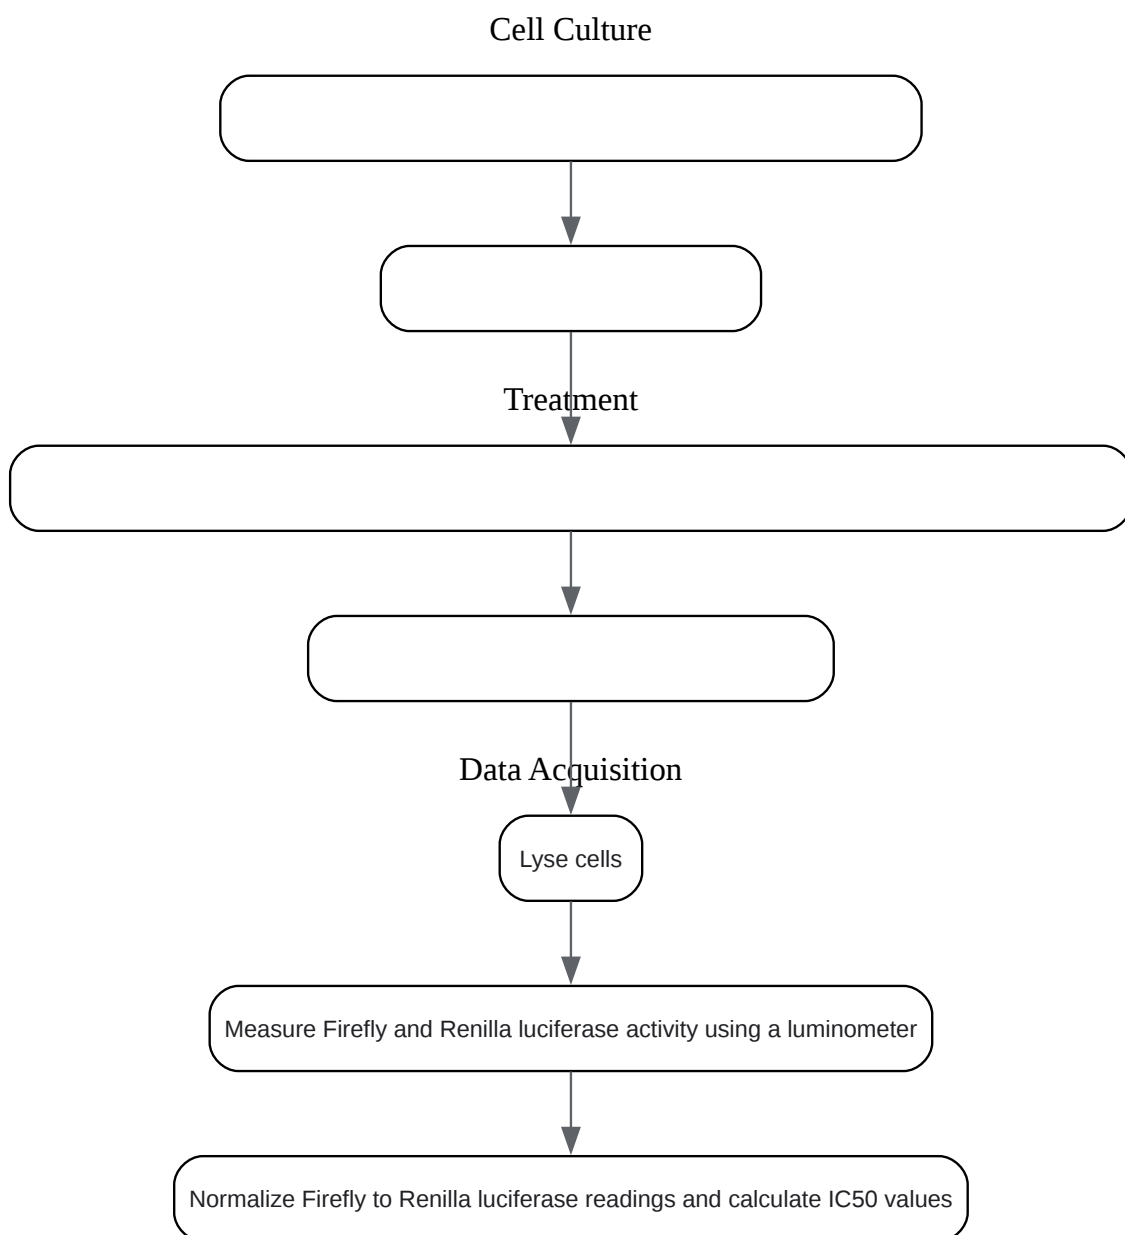 Cell Culture
Treatment
Data Acquisition
Lyse cells
Measure Firefly and Renilla luciferase activity using a luminometer
Normalize Firefly to Renilla luciferase readings and calculate IC50 values